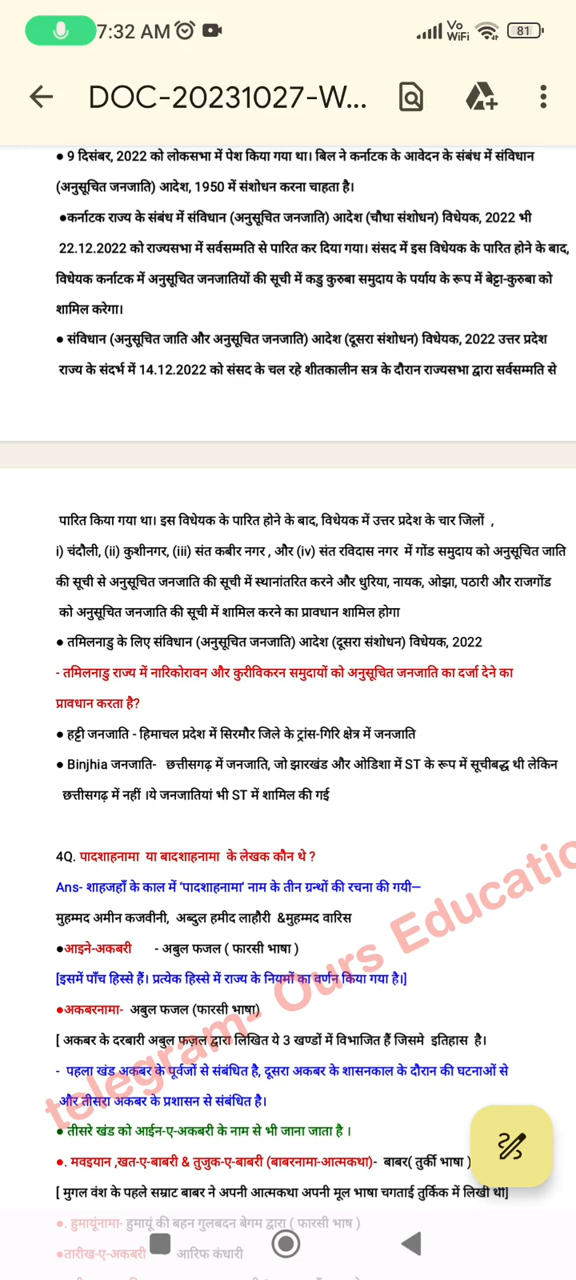 7:32 AM
Vo WiFi 81
DOC-20231027-W...
● 9 दिसंबर, 2022 को लोकसभा में पेश किया गया था। बिल ने कर्नाटक के आवेदन के संबंध में संविधान
(अनुसूचित जनजाति) आदेश, 1950 में संशोधन करना चाहता है।
●कर्नाटक राज्य के संबंध में संविधान (अनुसूचित जनजाति) आदेश (चौथा संशोधन) विधेयक, 2022 भी
22.12.2022 को राज्यसभा में सर्वसम्मति से पारित कर दिया गया। संसद में इस विधेयक के पारित होने के बाद,
विधेयक कर्नाटक में अनुसूचित जनजातियों की सूची में कडु कुरुबा समुदाय के पर्याय के रूप में बेट्टा-कुरुबा को
शामिल करेगा।
● संविधान (अनुसूचित जाति और अनुसूचित जनजाति) आदेश (दूसरा संशोधन) विधेयक, 2022 उत्तर प्रदेश
राज्य के संदर्भ में 14.12.2022 को संसद के चल रहे शीतकालीन सत्र के दौरान राज्यसभा द्वारा सर्वसम्मति से
पारित किया गया था। इस विधेयक के पारित होने के बाद, विधेयक में उत्तर प्रदेश के चार जिलों ,
i) चंदौली, (ii) कुशीनगर, (iii) संत कबीर नगर , और (iv) संत रविदास नगर में गोंड समुदाय को अनुसूचित जाति
की सूची से अनुसूचित जनजाति की सूची में स्थानांतरित करने और धुरिया, नायक, ओझा, पठारी और राजगोंड
को अनुसूचित जनजाति की सूची में शामिल करने का प्रावधान शामिल होगा
● तमिलनाडु के लिए संविधान (अनुसूचित जनजाति) आदेश (दूसरा संशोधन) विधेयक, 2022
- तमिलनाडु राज्य में नारिकोरावन और कुरीविकरन समुदायों को अनुसूचित जनजाति का दर्जा देने का
प्रावधान करता है?
● हट्टी जनजाति - हिमाचल प्रदेश में सिरमौर जिले के ट्रांस-गिरि क्षेत्र में जनजाति
● Binjhia जनजाति- छत्तीसगढ़ में जनजाति, जो झारखंड और ओडिशा में ST के रूप में सूचीबद्ध थी लेकिन
छत्तीसगढ़ में नहीं ।ये जनजातियां भी ST में शामिल की गई
4Q. पादशाहनामा या बादशाहनामा के लेखक कौन थे ?
Ans- शाहजहाँ के काल में 'पादशाहनामा' नाम के तीन ग्रन्थों की रचना की गयी—
मुहम्मद अमीन कजवीनी, अब्दुल हमीद लाहौरी &मुहम्मद वारिस
●आइने-अकबरी - अबुल फजल ( फारसी भाषा )
[इसमें पाँच हिस्से हैं। प्रत्येक हिस्से में राज्य के नियमों का वर्णन किया गया है।]
●अकबरनामा- अबुल फजल (फारसी भाषा)
[ अकबर के दरबारी अबुल फज़ल द्वारा लिखित ये 3 खण्डों में विभाजित हैं जिसमे इतिहास है।
- पहला खंड अकबर के पूर्वजों से संबंधित है, दूसरा अकबर के शासनकाल के दौरान की घटनाओं से
और तीसरा अकबर के प्रशासन से संबंधित है।
● तीसरे खंड को आईन-ए-अकबरी के नाम से भी जाना जाता है ।
●. मवइयान ,खत-ए-बाबरी & तुजुक-ए-बाबरी (बाबरनामा-आत्मकथा)- बाबर( तुर्की भाषा )
[ मुगल वंश के पहले सम्राट बाबर ने अपनी आत्मकथा अपनी मूल भाषा चगताई तुर्किक में लिखी थी]
●. हुमायूंनामा- हुमायूं की बहन गुलबदन बेगम द्वारा ( फारसी भाष )
●तारीख-ए-अकबरी आरिफ कंधारी
telegram- Ours Educatic